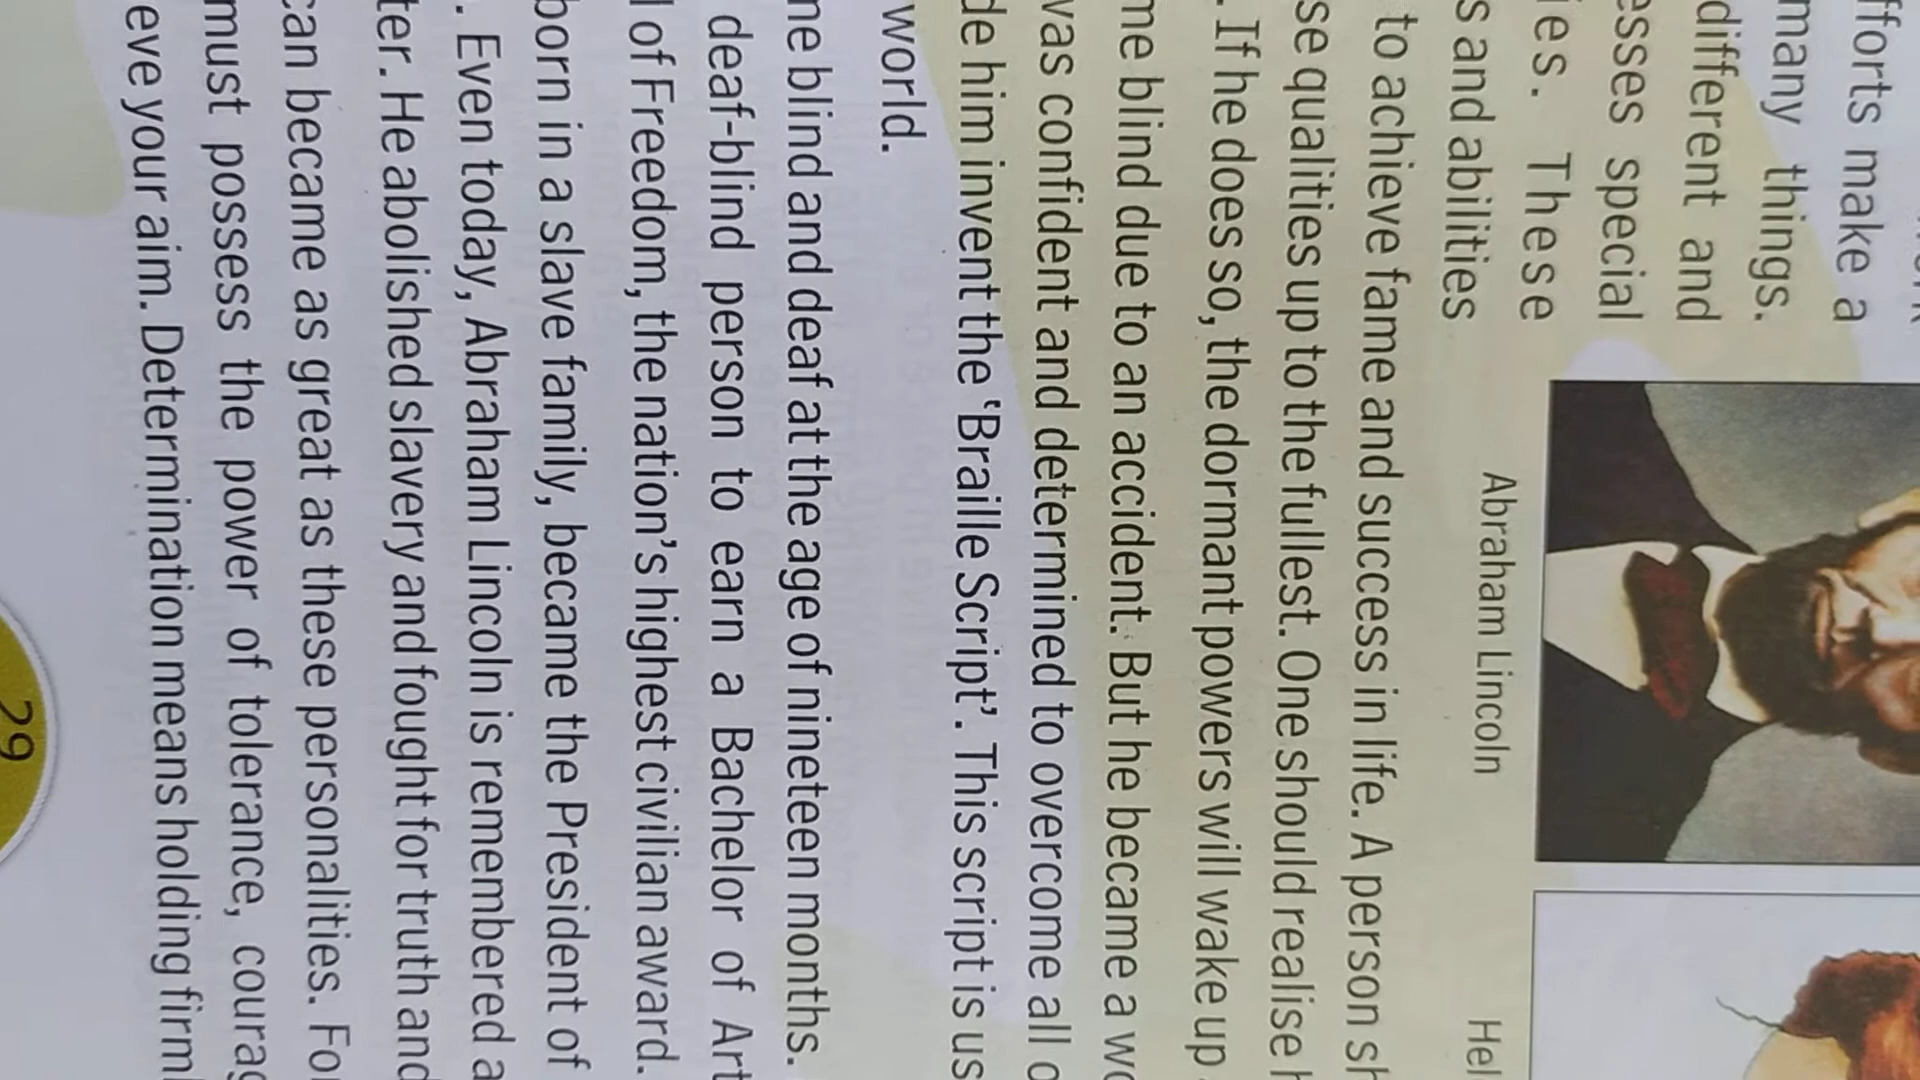 fforts make a
many things.
different and
esses special
ies. These
s and abilities
Abraham Lincoln
Hel
to achieve fame and success in life. A person sh
se qualities up to the fullest. One should realise h
. If he does so, the dormant powers will wake up
me blind due to an accident. But he became a wo
was confident and determined to overcome all o
de him invent the ‘Braille Script’. This script is us
world.
ne blind and deaf at the age of nineteen months.
deaf-blind person to earn a Bachelor of Art
l of Freedom, the nation’s highest civilian award.
born in a slave family, became the President of
. Even today, Abraham Lincoln is remembered a
ter. He abolished slavery and fought for truth and
can became as great as these personalities. For
must possess the power of tolerance, courag
eve your aim. Determination means holding firml
29